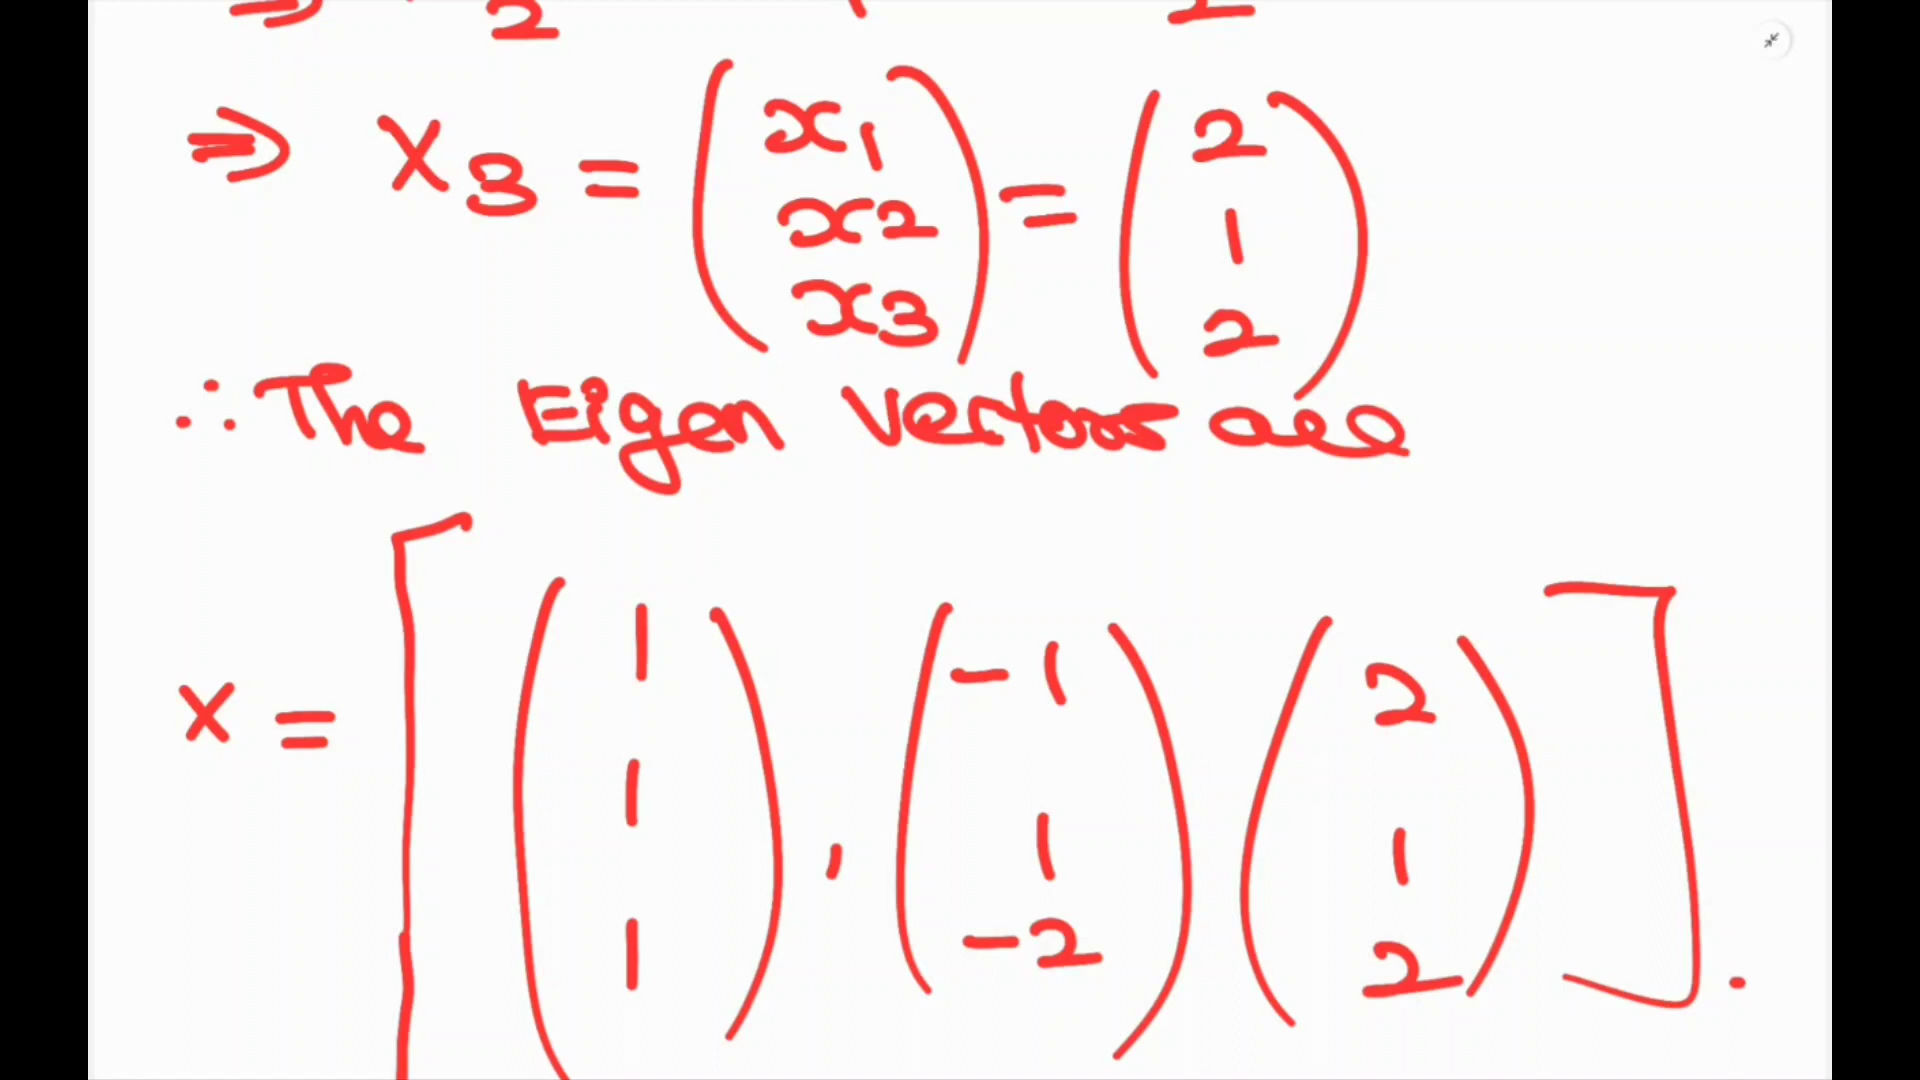 ⇒ X3 = (x1 x2 x3) = (2 1 2)
∴ The Eigen Vectors are
X = [(1 1 1), (-1 1 -2) (2 1 2)].